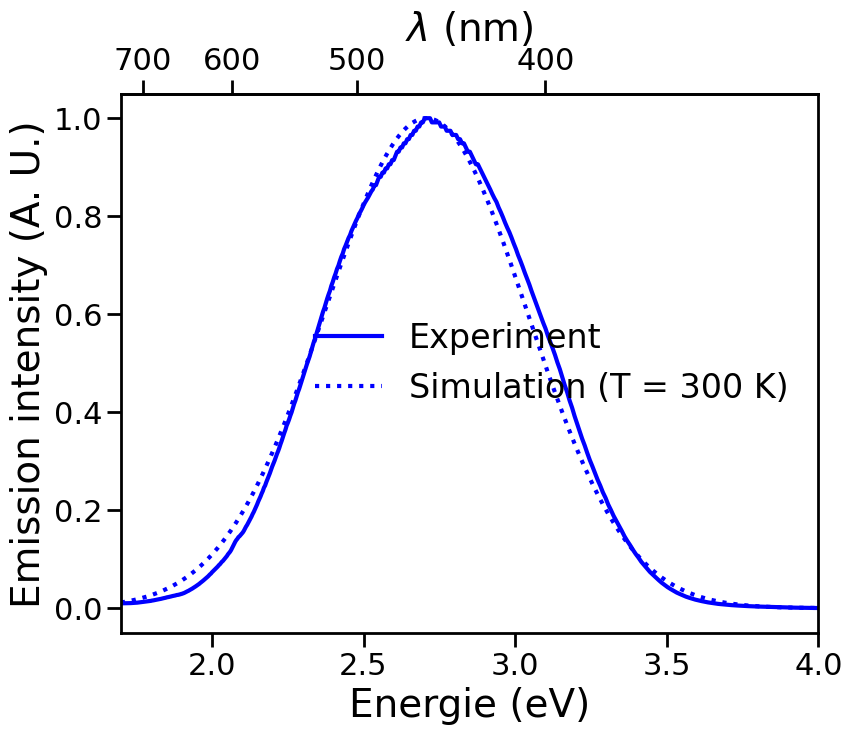 λ (nm)
700 600 500 400
Emission intensity (A. U.)
1.0
0.8
0.6
0.4
0.2
0.0
Experiment
Simulation (T = 300 K)
2.0 2.5 3.0 3.5 4.0
Energie (eV)